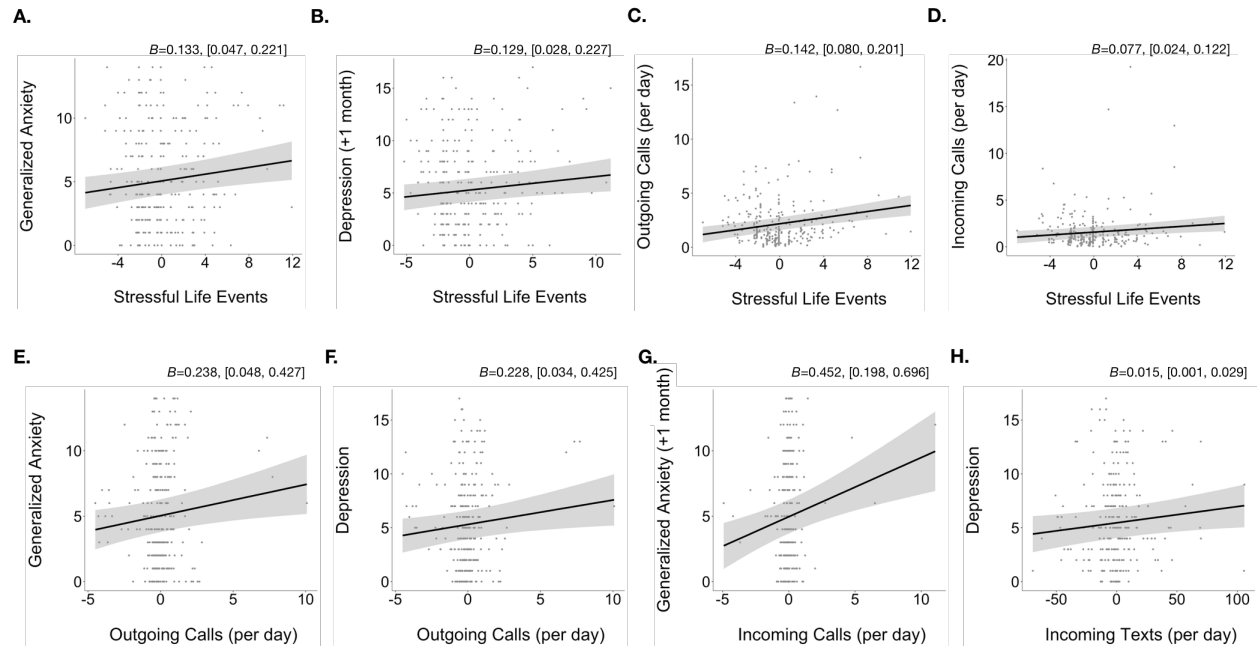 A.
B=0.133, [0.047, 0.221]
Generalized Anxiety
10
5
0
-4 0 4 8 12
Stressful Life Events
B.
B=0.129, [0.028, 0.227]
Depression (+1 month)
15
10
5
0
-5 0 5 10
Stressful Life Events
C.
B=0.142, [0.080, 0.201]
Outgoing Calls (per day)
15
10
5
0
-4 0 4 8 12
Stressful Life Events
D.
B=0.077, [0.024, 0.122]
Incoming Calls (per day)
20
15
10
5
0
-4 0 4 8 12
Stressful Life Events
E.
B=0.238, [0.048, 0.427]
Generalized Anxiety
10
5
0
-5 0 5 10
Outgoing Calls (per day)
F.
B=0.228, [0.034, 0.425]
Depression
15
10
5
0
-5 0 5 10
Outgoing Calls (per day)
G.
B=0.452, [0.198, 0.696]
Generalized Anxiety (+1 month)
10
5
0
-5 0 5 10
Incoming Calls (per day)
H.
B=0.015, [0.001, 0.029]
Depression
15
10
5
0
-50 0 50 100
Incoming Texts (per day)